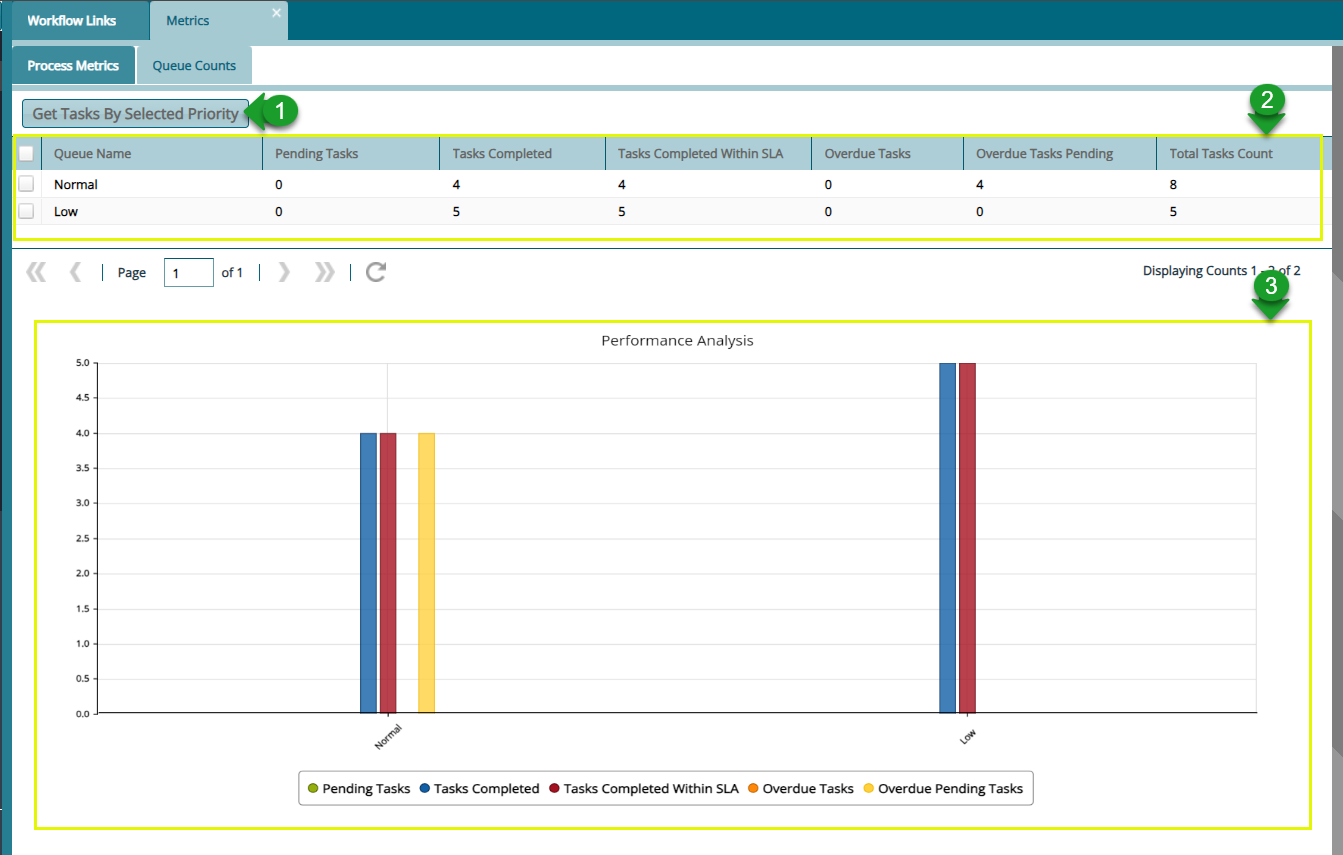 Workflow Links Metrics
Process Metrics Queue Counts
Get Tasks By Selected Priority 1
2
Queue Name Pending Tasks Tasks Completed Tasks Completed Within SLA Overdue Tasks Overdue Tasks Pending Total Tasks Count
Normal 0 4 4 0 4 8
Low 0 5 5 0 0 5
Page 1 of 1 Displaying Counts 1 - 2 of 2
3
Performance Analysis
5.0
4.5
4.0
3.5
3.0
2.5
2.0
1.5
1.0
0.5
0.0
Normal Low
Pending Tasks Tasks Completed Tasks Completed Within SLA Overdue Tasks Overdue Pending Tasks